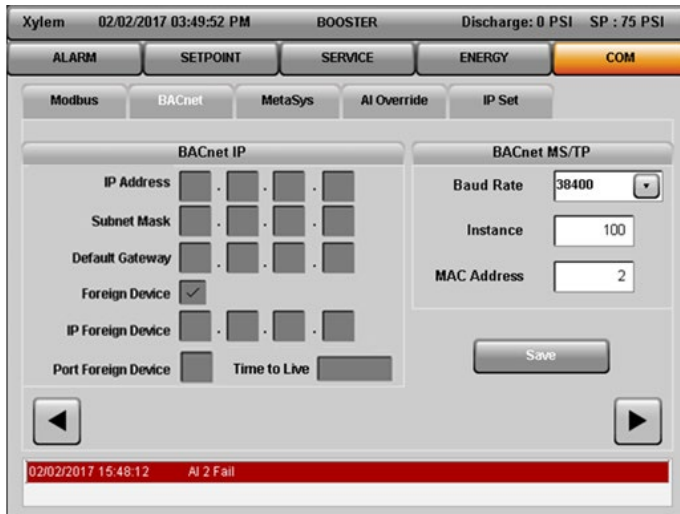 Xylem 02/02/2017 03:49:52 PM BOOSTER Discharge: 0 PSI SP : 75 PSI
ALARM SETPOINT SERVICE ENERGY COM
Modbus BACnet MetaSys AI Override IP Set
BACnet IP
IP Address . . .
Subnet Mask . . .
Default Gateway . . .
Foreign Device
IP Foreign Device . . .
Port Foreign Device Time to Live
BACnet MS/TP
Baud Rate 38400
Instance 100
MAC Address 2
Save
02/02/2017 15:48:12 AI 2 Fail